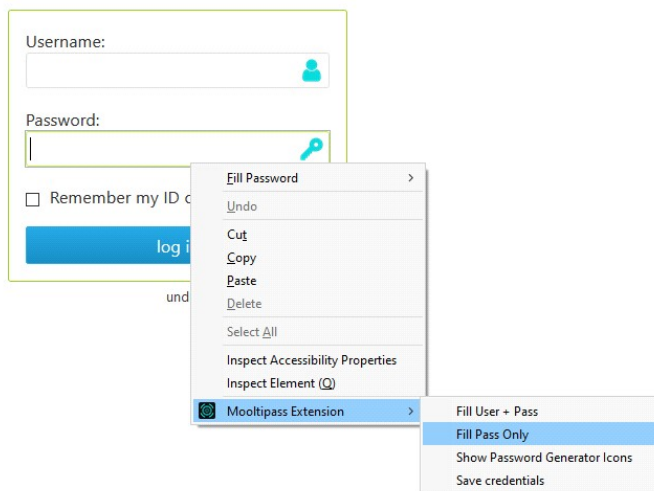 Username:
Password:
Remember my ID
log i
und
Fill Password
Undo
Cut
Copy
Paste
Delete
Select All
Inspect Accessibility Properties
Inspect Element (Q)
Mooltipass Extension
Fill User + Pass
Fill Pass Only
Show Password Generator Icons
Save credentials